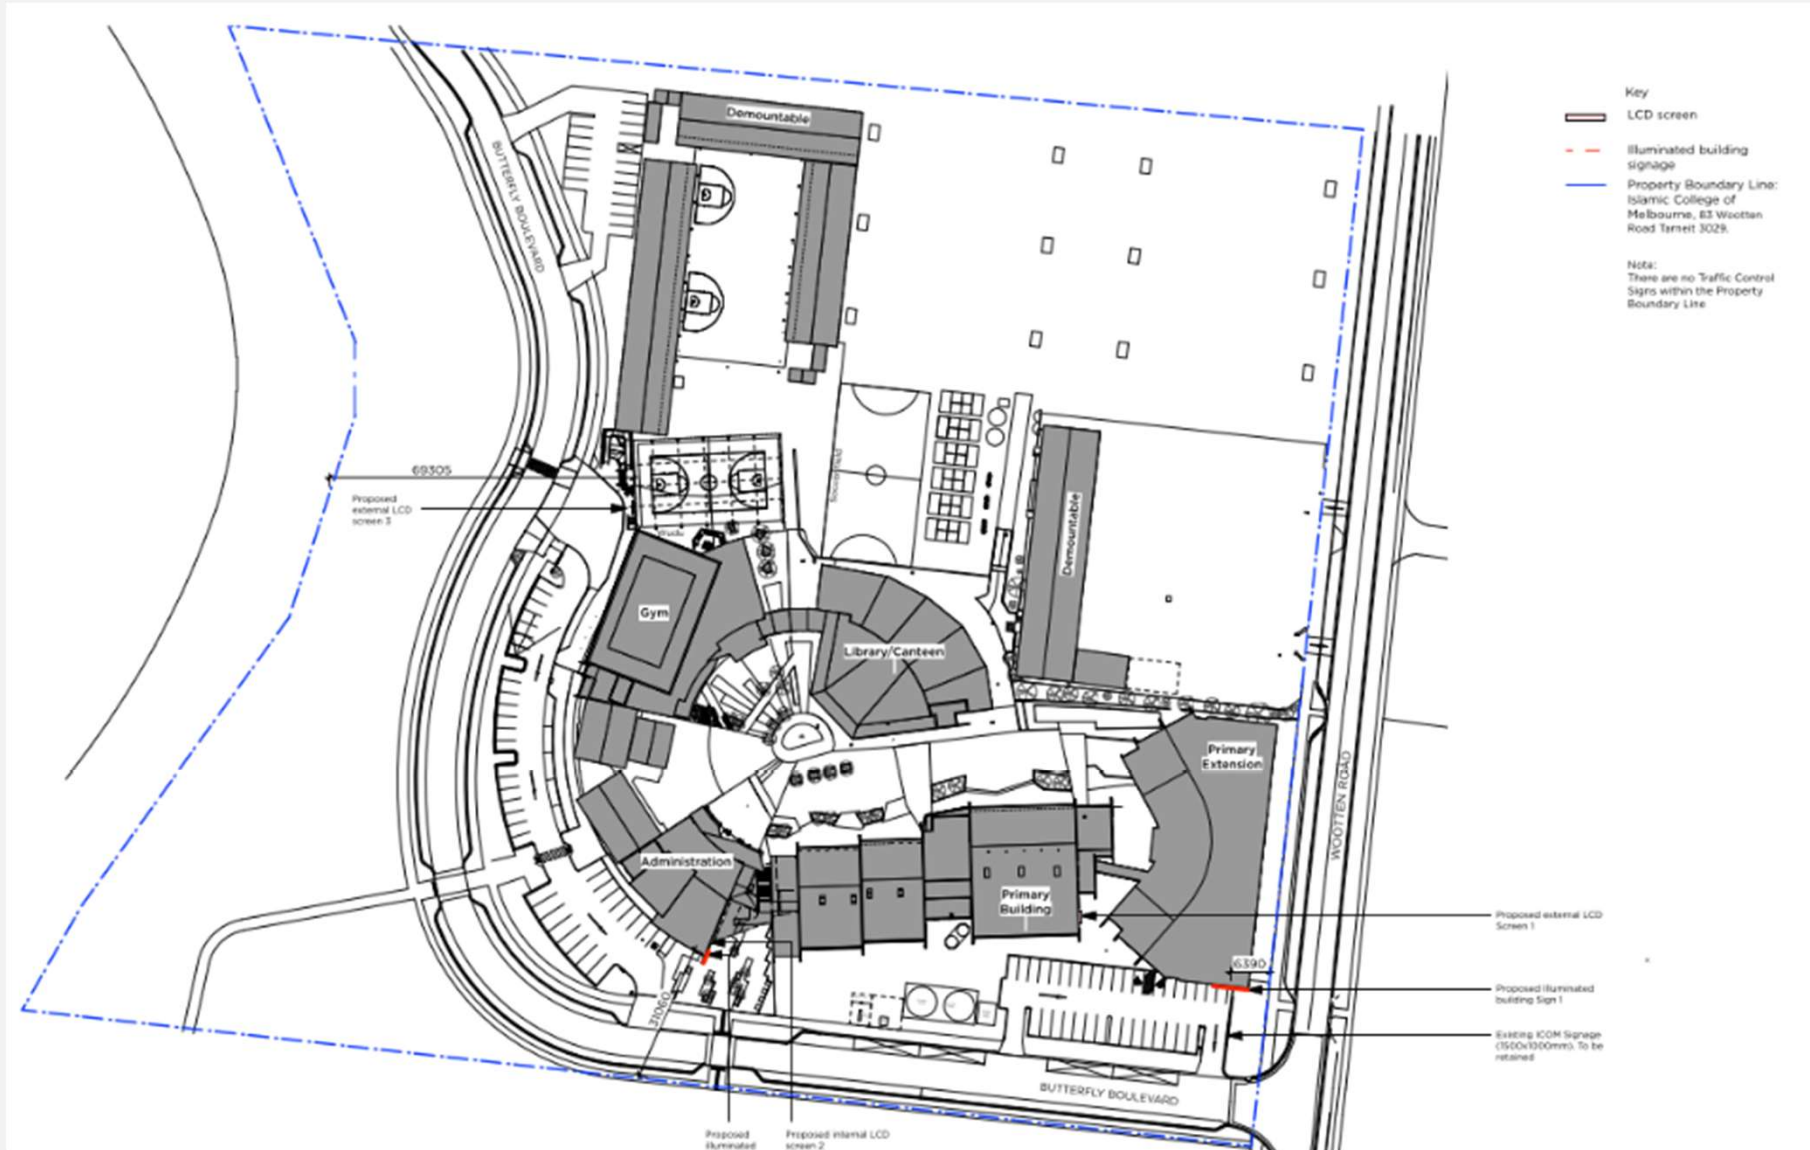 Key
LCD screen
Illuminated building
signage
Property Boundary Line:
Islamic College of
Melbourne, 83 Wootten
Road Tarneit 3029.
Note:
There are no Traffic Control
Signs within the Property
Boundary Line
Demountable
BUTTERFLY BOULEVARD
69305
Proposed
external LCD
screen 3
Demountable
Gym
Library/Canteen
Primary
Extension
WOOTTEN ROAD
Administration
Primary
Building
Proposed external LCD
Screen 1
6390
Proposed illuminated
building Sign 1
31060
Existing ICOM Signage
(1500x1000mm). To be
retained
BUTTERFLY BOULEVARD
Proposed
illuminated
Proposed internal LCD
screen 2